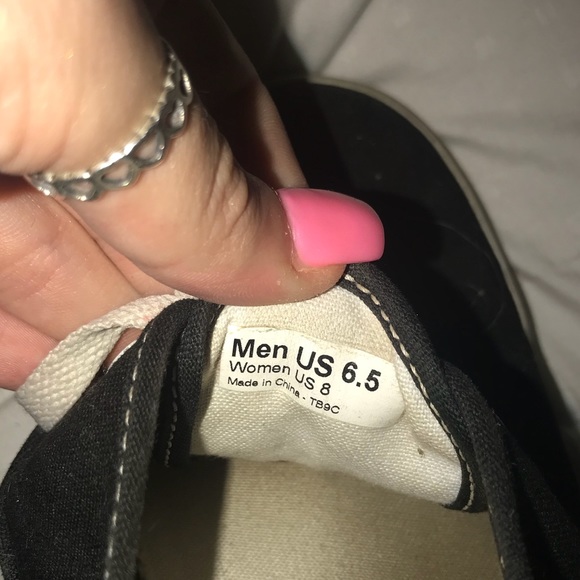 Men US 6.5
Women US 8
Made in China - TB9C